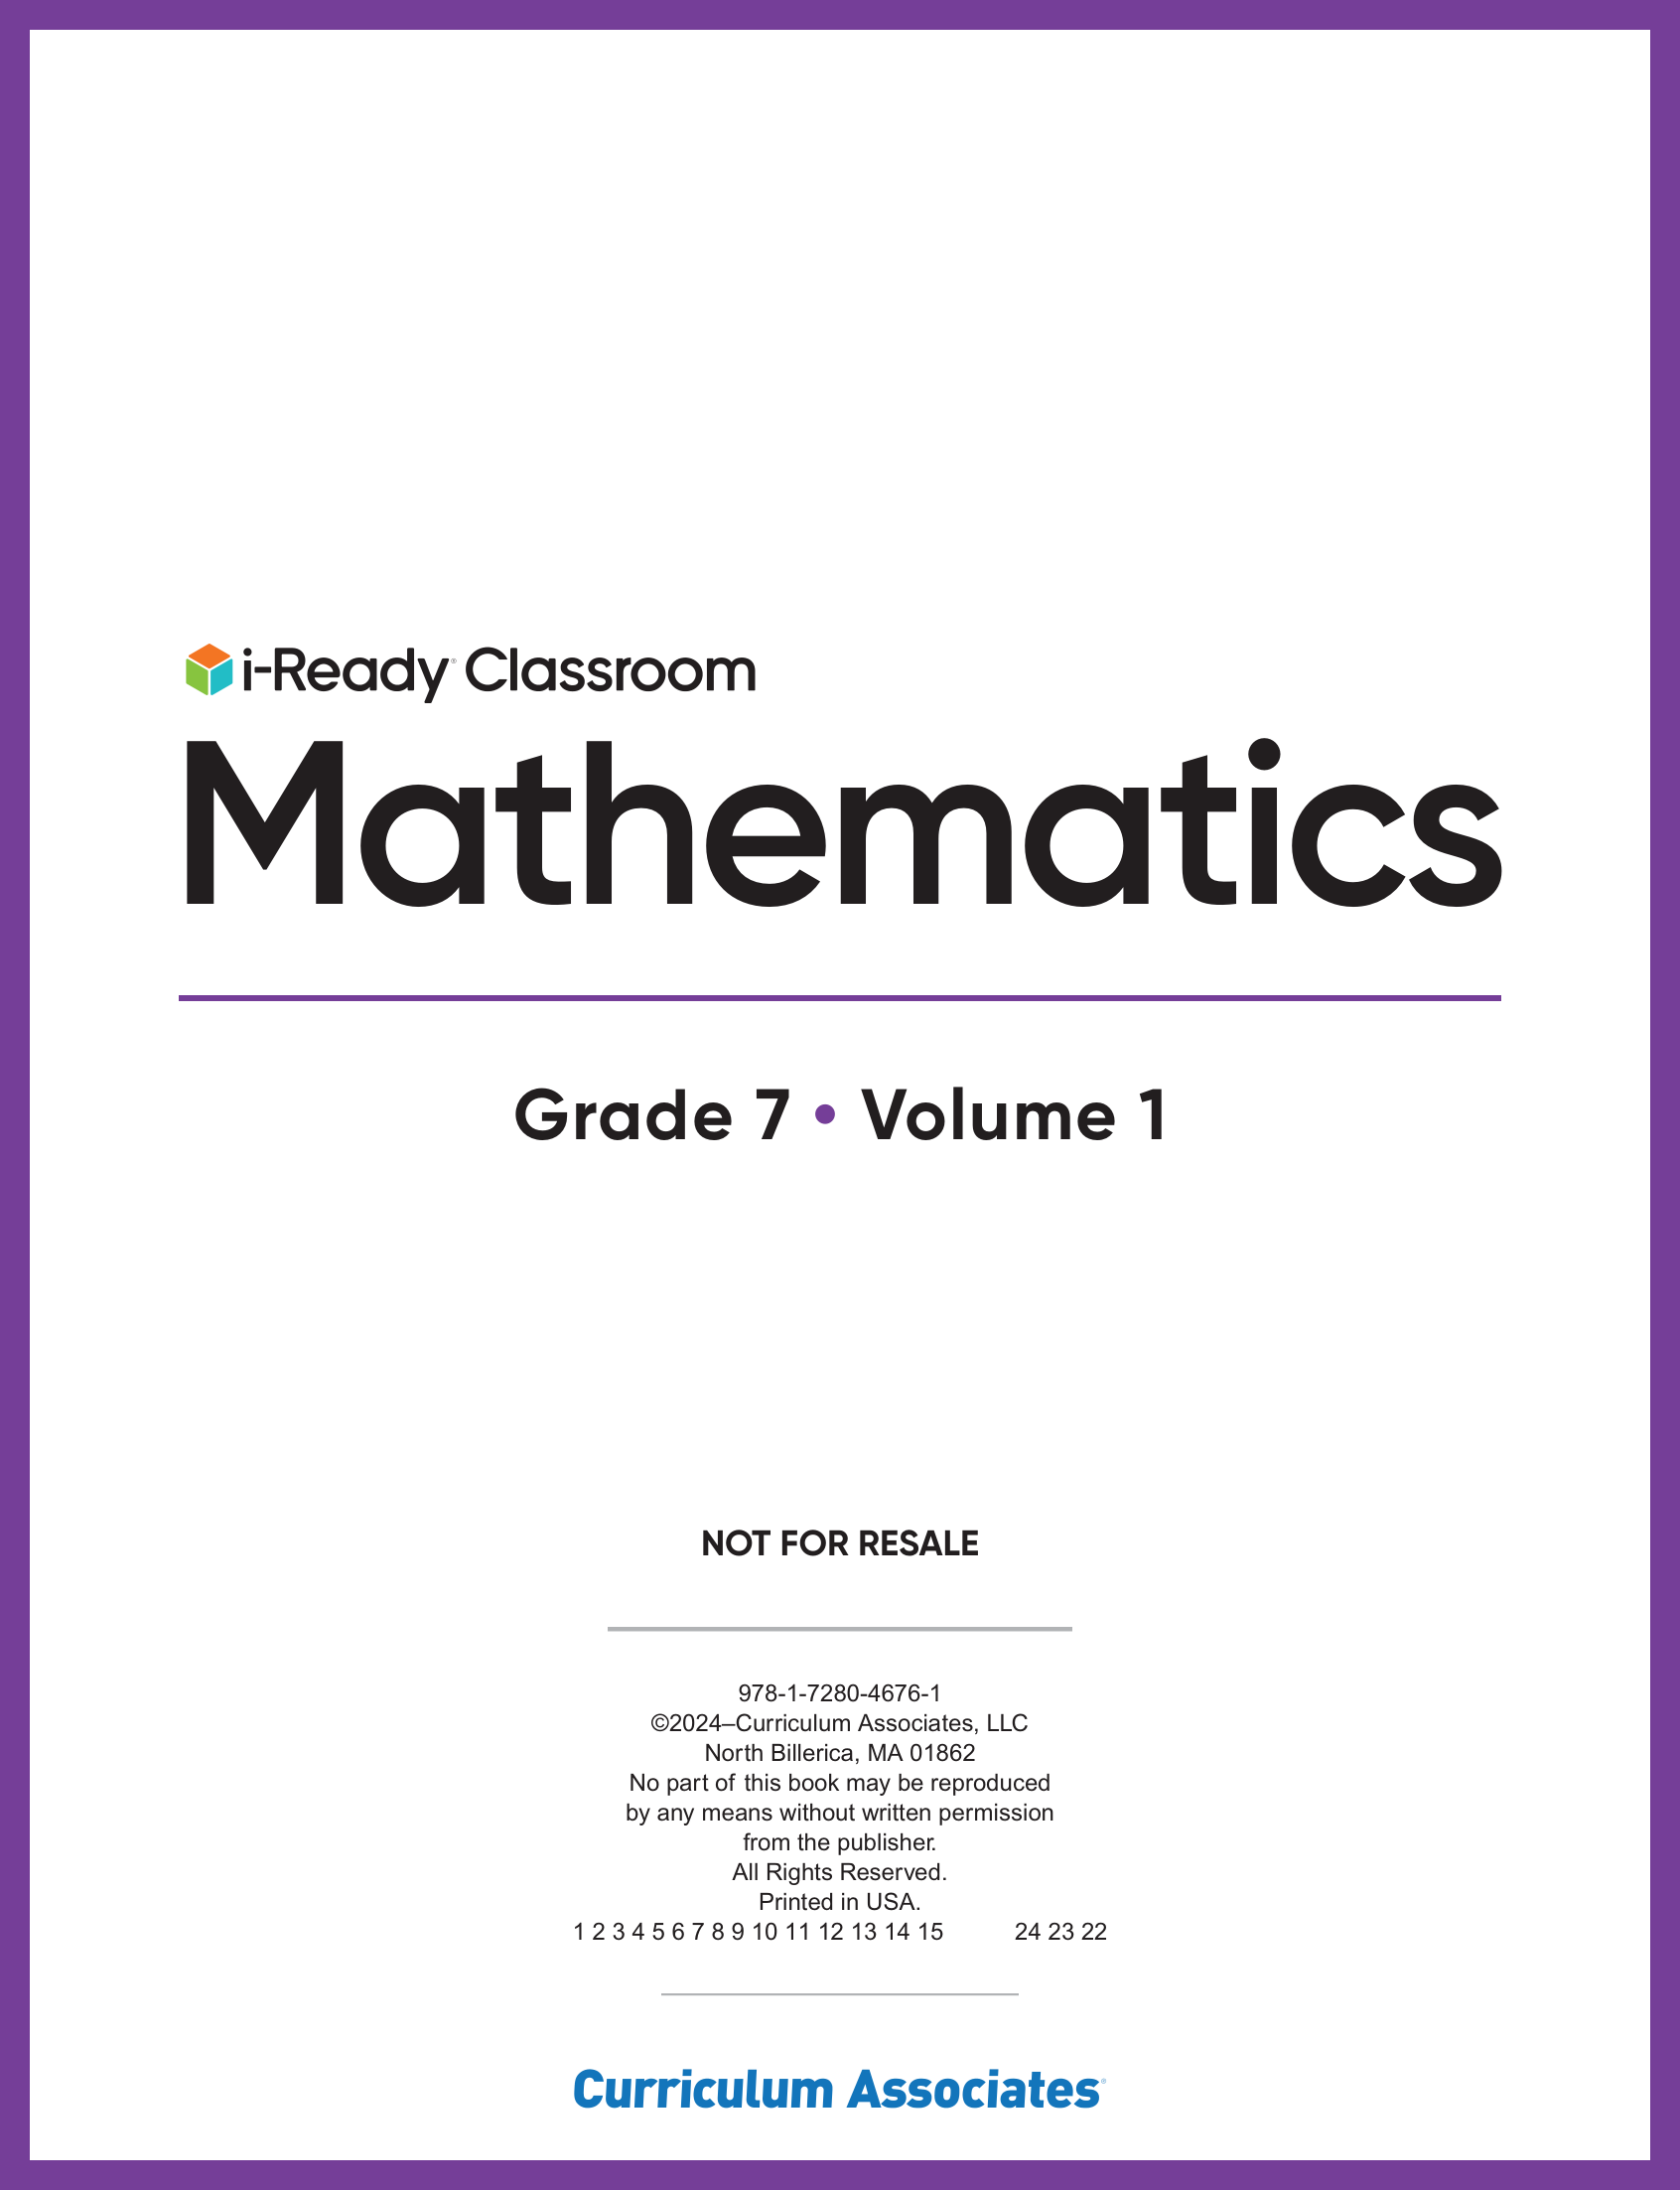 i-Ready® Classroom
Mathematics
Grade 7 • Volume 1
NOT FOR RESALE
978-1-7280-4676-1
©2024–Curriculum Associates, LLC
North Billerica, MA 01862
No part of this book may be reproduced
by any means without written permission
from the publisher.
All Rights Reserved.
Printed in USA.
1 2 3 4 5 6 7 8 9 10 11 12 13 14 15 24 23 22
Curriculum Associates®